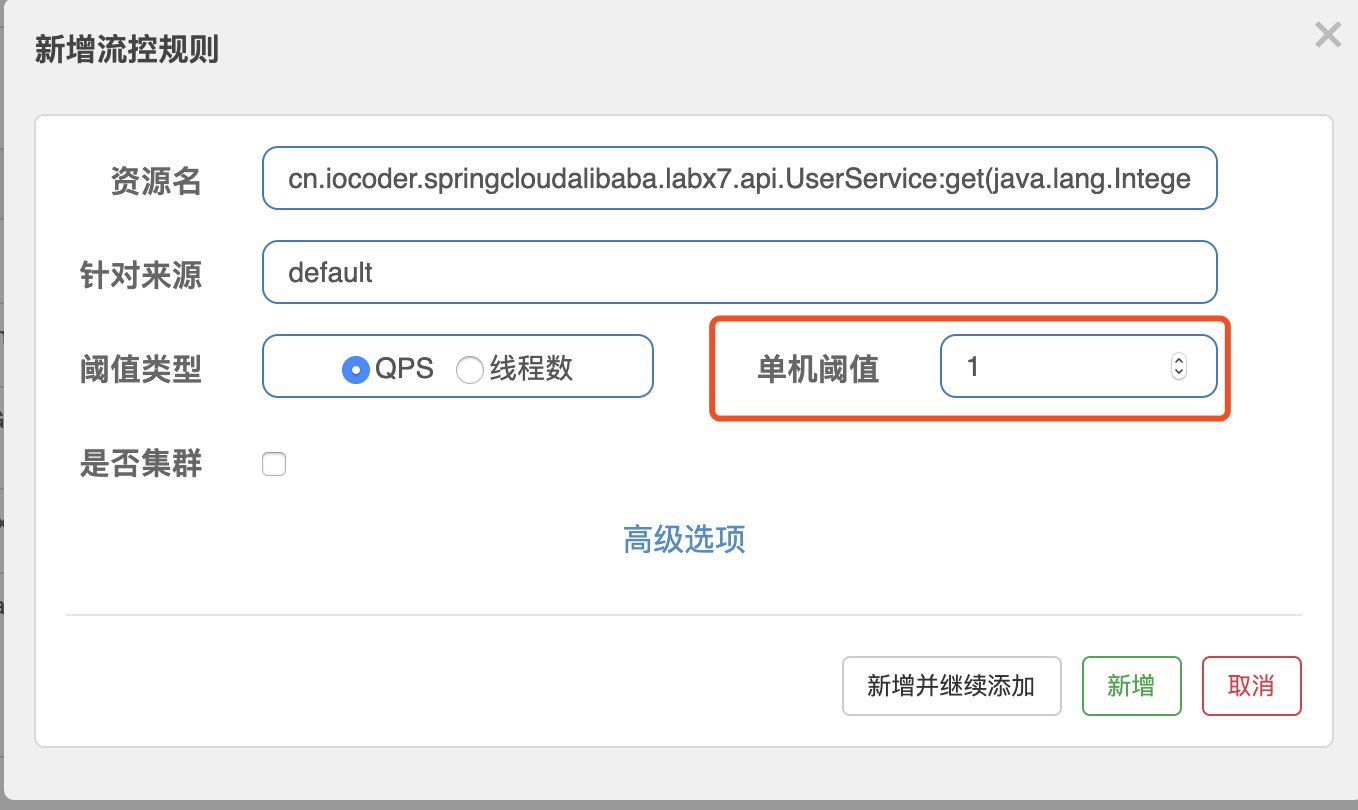 新增流控规则
资源名 cn.iocoder.springcloudalibaba.labx7.api.UserService:get(java.lang.Intege
针对来源 default
阈值类型 QPS 线程数 单机阈值 1
是否集群
高级选项
新增并继续添加 新增 取消